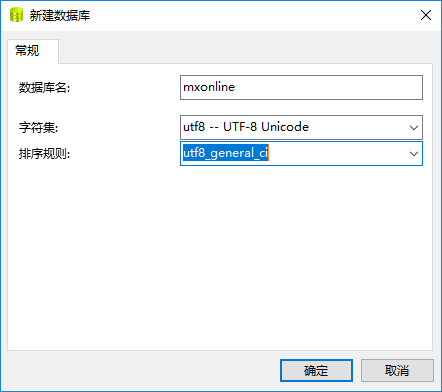 新建数据库
常规
数据库名: mxonline
字符集: utf8 -- UTF-8 Unicode
排序规则: utf8_general_ci
确定 取消